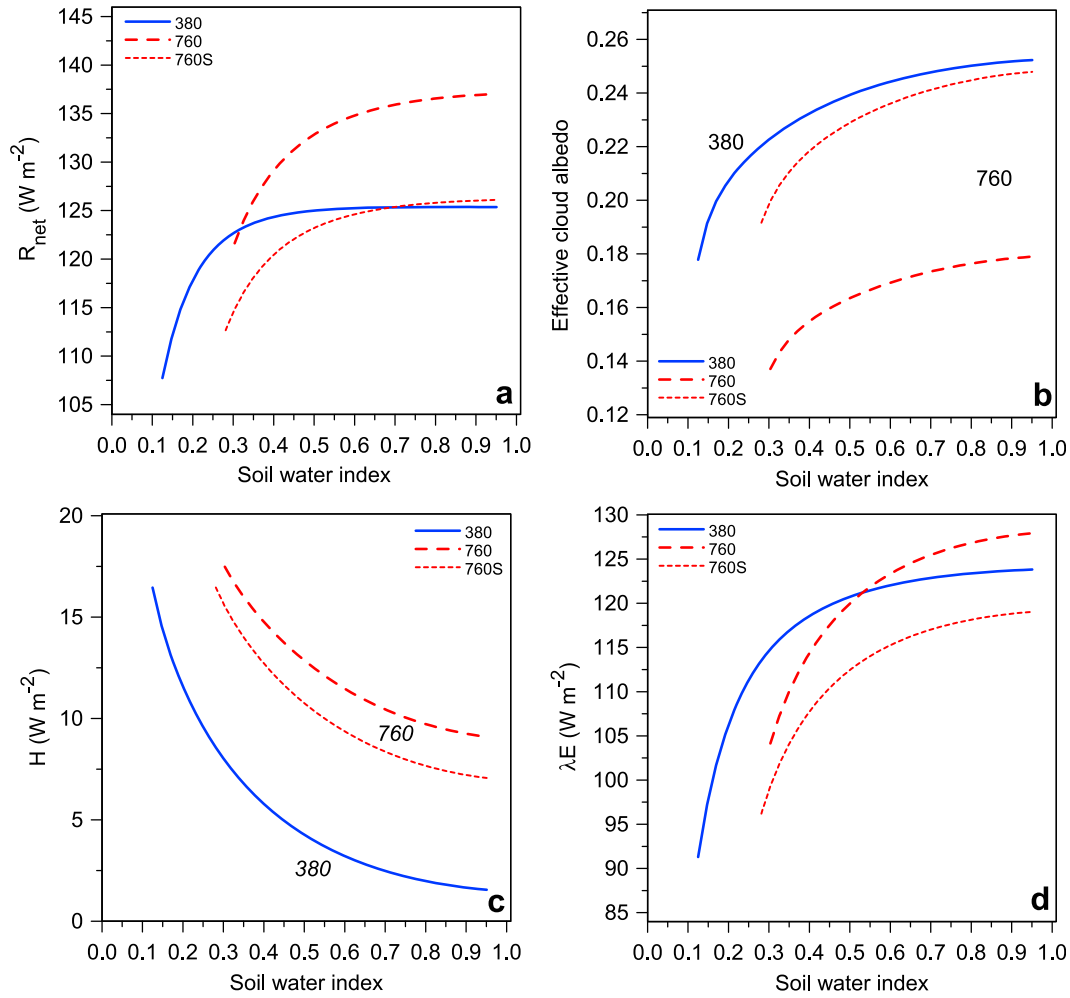 145
140
135
130
125
120
115
110
105
R_net (W m⁻²)
380
760
760S
a
0.0 0.1 0.2 0.3 0.4 0.5 0.6 0.7 0.8 0.9 1.0
Soil water index
0.26
0.24
0.22
0.20
0.18
0.16
0.14
0.12
Effective cloud albedo
380
760
380
760
760S
b
0.0 0.1 0.2 0.3 0.4 0.5 0.6 0.7 0.8 0.9 1.0
Soil water index
20
15
10
5
0
H (W m⁻²)
380
760
760S
760
380
c
0.0 0.1 0.2 0.3 0.4 0.5 0.6 0.7 0.8 0.9 1.0
Soil water index
130
125
120
115
110
105
100
95
90
85
λE (W m⁻²)
380
760
760S
d
0.0 0.1 0.2 0.3 0.4 0.5 0.6 0.7 0.8 0.9 1.0
Soil water index